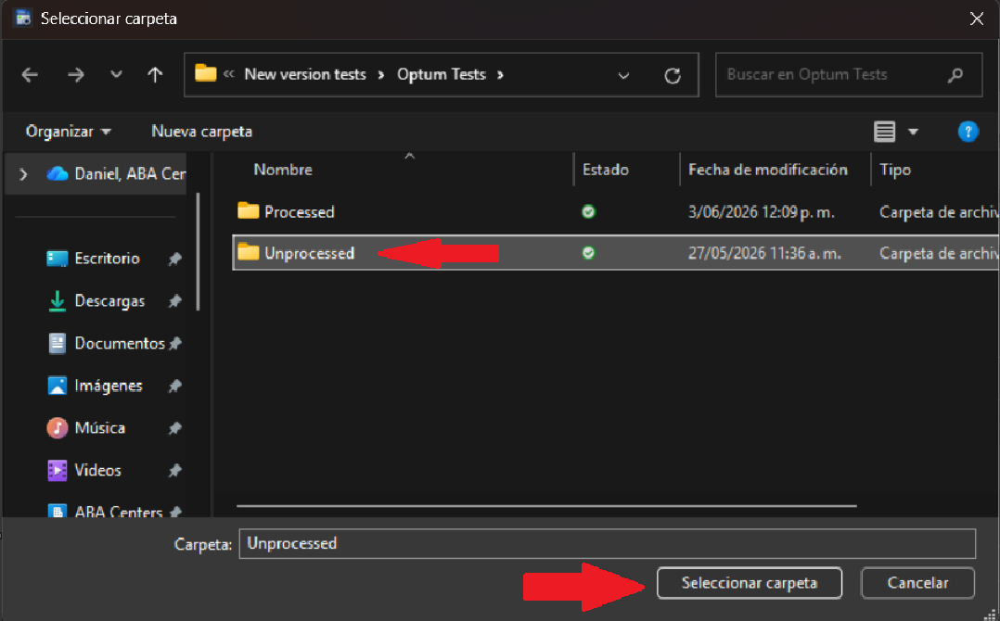 Seleccionar carpeta
« New version tests › Optum Tests ›
Buscar en Optum Tests
Organizar
Nueva carpeta
?
Daniel, ABA Cer
Nombre
Estado
Fecha de modificación
Tipo
Processed
3/06/2026 12:09 p. m.
Carpeta de archiv
Unprocessed
27/05/2026 11:36 a. m.
Carpeta de archiv
Escritorio
Descargas
Documentos
Imágenes
Música
Videos
ABA Centers
Carpeta: Unprocessed
Seleccionar carpeta
Cancelar